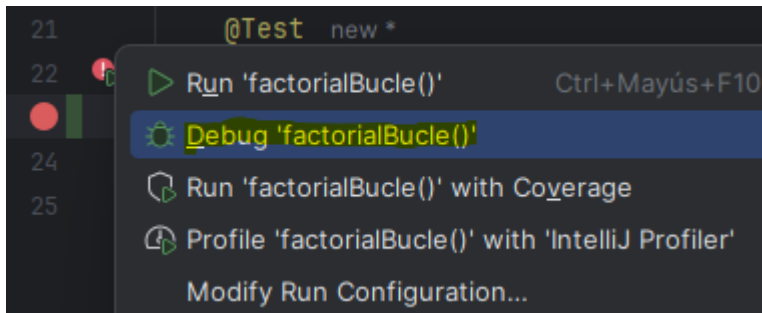 21 @Test new *
22
Run 'factorialBucle()' Ctrl+Mayús+F10
Debug 'factorialBucle()'
24
Run 'factorialBucle()' with Coverage
25
Profile 'factorialBucle()' with 'IntelliJ Profiler'
Modify Run Configuration...